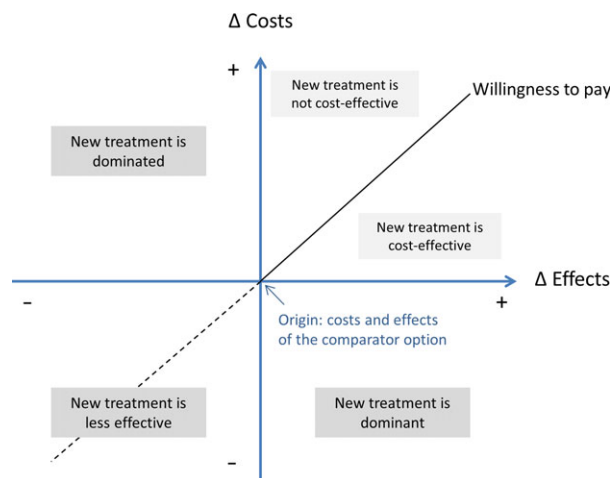 Δ Costs
+
New treatment is
not cost-effective
Willingness to pay
New treatment is
dominated
New treatment is
cost-effective
Δ Effects
–
+
Origin: costs and effects
of the comparator option
New treatment is
less effective
New treatment is
dominant
–